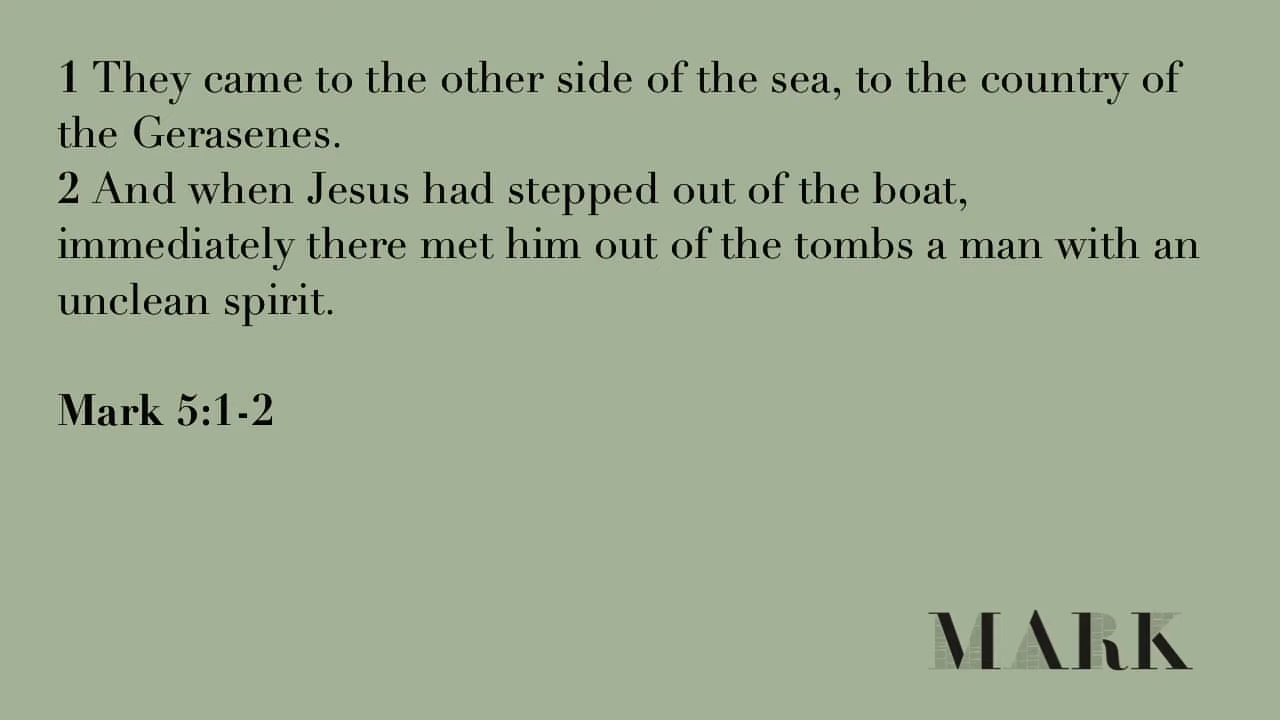 1 They came to the other side of the sea, to the country of
the Gerasenes.
2 And when Jesus had stepped out of the boat,
immediately there met him out of the tombs a man with an
unclean spirit.
Mark 5:1-2
MARK